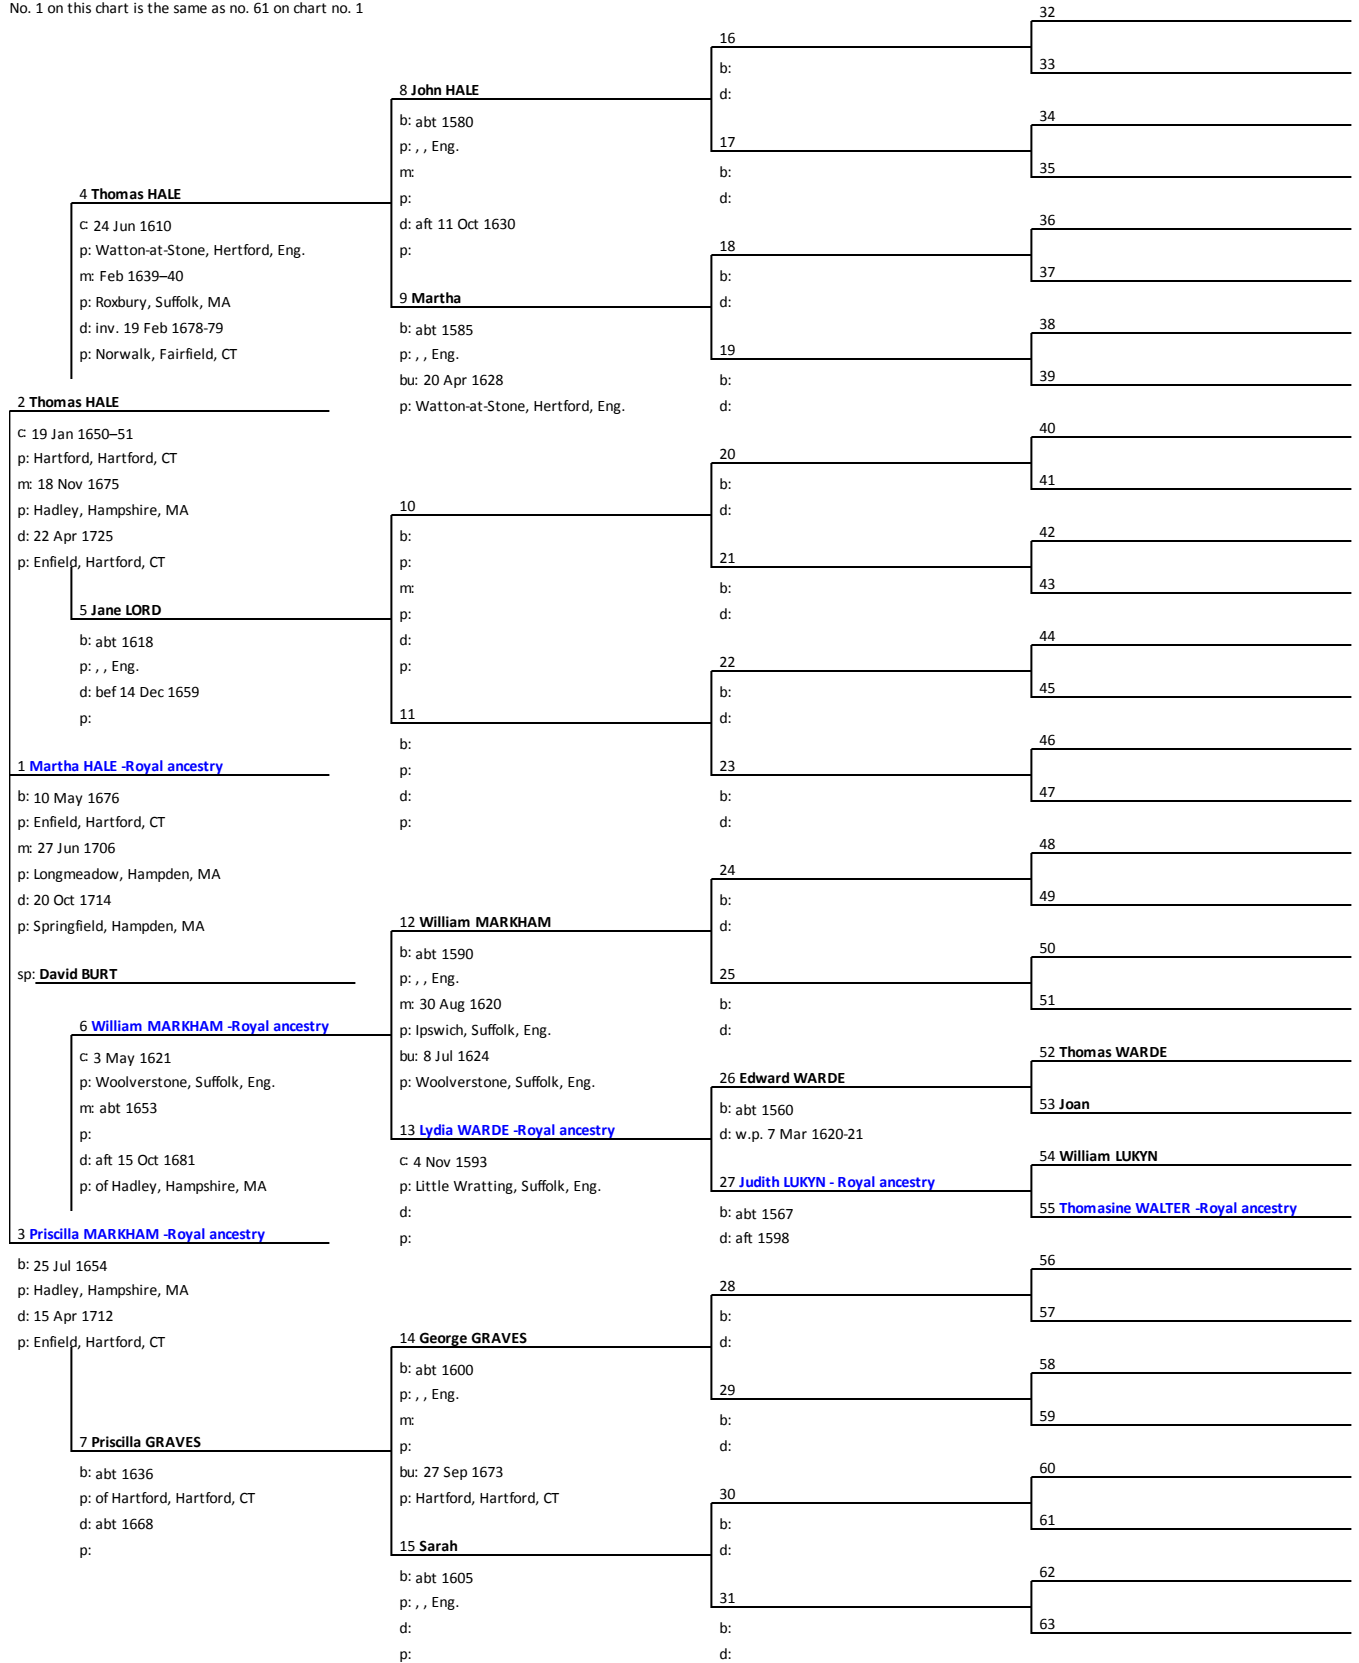 No. 1 on this chart is the same as no. 61 on chart no. 1
2 Thomas HALE
c: 19 Jan 1650–51
p: Hartford, Hartford, CT
m: 18 Nov 1675
p: Hadley, Hampshire, MA
d: 22 Apr 1725
p: Enfield, Hartford, CT
1 Martha HALE -Royal ancestry
b: 10 May 1676
p: Enfield, Hartford, CT
m: 27 Jun 1706
p: Longmeadow, Hampden, MA
d: 20 Oct 1714
p: Springfield, Hampden, MA
sp: David BURT
3 Priscilla MARKHAM -Royal ancestry
b: 25 Jul 1654
p: Hadley, Hampshire, MA
d: 15 Apr 1712
p: Enfield, Hartford, CT
4 Thomas HALE
c: 24 Jun 1610
p: Watton-at-Stone, Hertford, Eng.
m: Feb 1639–40
p: Roxbury, Suffolk, MA
d: inv. 19 Feb 1678-79
p: Norwalk, Fairfield, CT
5 Jane LORD
b: abt 1618
p: , , Eng.
d: bef 14 Dec 1659
p:
6 William MARKHAM -Royal ancestry
c: 3 May 1621
p: Woolverstone, Suffolk, Eng.
m: abt 1653
p:
d: aft 15 Oct 1681
p: of Hadley, Hampshire, MA
7 Priscilla GRAVES
b: abt 1636
p: of Hartford, Hartford, CT
d: abt 1668
p:
8 John HALE
b: abt 1580
p: , , Eng.
m:
p:
d: aft 11 Oct 1630
p:
9 Martha
b: abt 1585
p: , , Eng.
bu: 20 Apr 1628
p: Watton-at-Stone, Hertford, Eng.
10
b:
p:
m:
p:
d:
p:
11
b:
p:
d:
p:
12 William MARKHAM
b: abt 1590
p: , , Eng.
m: 30 Aug 1620
p: Ipswich, Suffolk, Eng.
bu: 8 Jul 1624
p: Woolverstone, Suffolk, Eng.
13 Lydia WARDE -Royal ancestry
c: 4 Nov 1593
p: Little Wratting, Suffolk, Eng.
d:
p:
14 George GRAVES
b: abt 1600
p: , , Eng.
m:
p:
bu: 27 Sep 1673
p: Hartford, Hartford, CT
15 Sarah
b: abt 1605
p: , , Eng.
d:
p:
16
b:
d:
17
b:
d:
18
b:
d:
19
b:
d:
20
b:
d:
21
b:
d:
22
b:
d:
23
b:
d:
24
b:
d:
25
b:
d:
26 Edward WARDE
b: abt 1560
d: w.p. 7 Mar 1620-21
27 Judith LUKYN - Royal ancestry
b: abt 1567
d: aft 1598
28
b:
d:
29
b:
d:
30
b:
d:
31
b:
d:
32
33
34
35
36
37
38
39
40
41
42
43
44
45
46
47
48
49
50
51
52 Thomas WARDE
53 Joan
54 William LUKYN
55 Thomasine WALTER -Royal ancestry
56
57
58
59
60
61
62
63